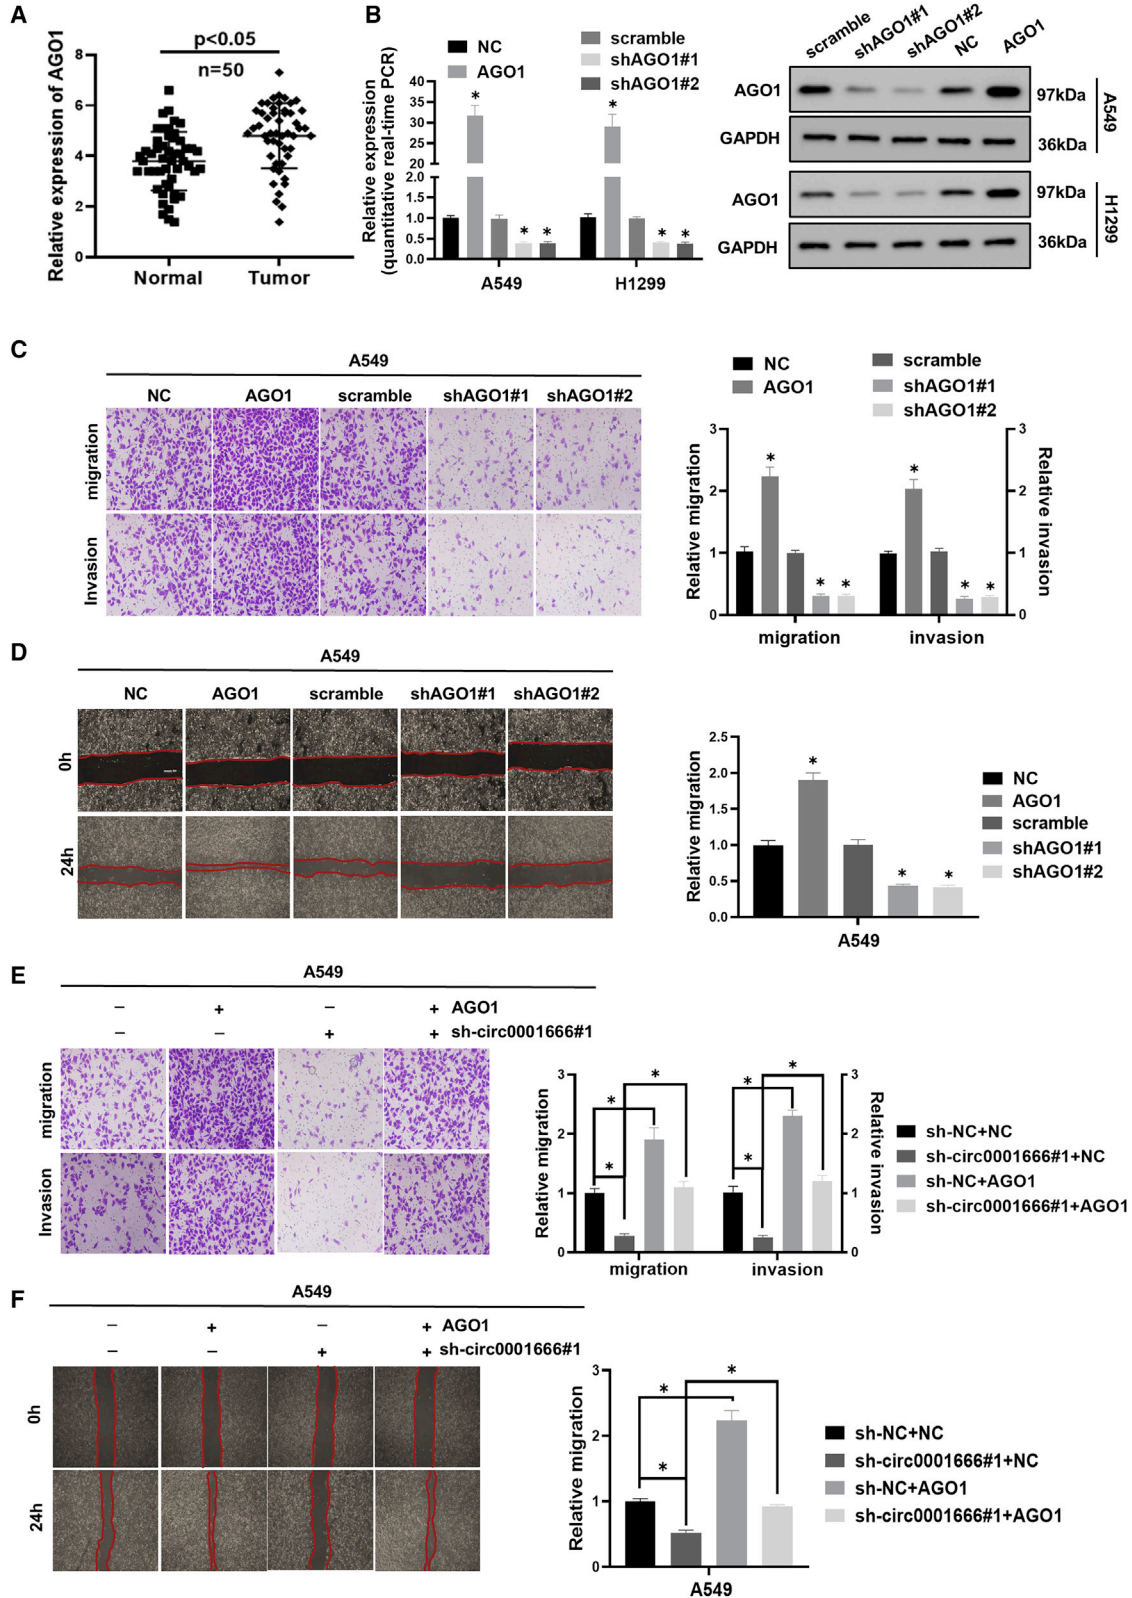 A
Relative expression of AGO1
8
6
4
2
0
p<0.05
n=50
Normal
Tumor
B
NC
AGO1
scramble
shAGO1#1
shAGO1#2
Relative expression
(quantitative real-time PCR)
40
35
30
25
20
2.0
1.5
1.0
0.5
0.0
*
* *
*
* *
A549
H1299
scramble
shAGO1#1
shAGO1#2
NC
AGO1
AGO1
97kDa
GAPDH
36kDa
A549
AGO1
97kDa
GAPDH
36kDa
H1299
C
A549
NC
AGO1
scramble
shAGO1#1
shAGO1#2
migration
Invasion
NC
AGO1
scramble
shAGO1#1
shAGO1#2
Relative migration
3
2
1
0
*
* *
*
* *
3
2
1
0
Relative invasion
migration
invasion
D
A549
NC
AGO1
scramble
shAGO1#1
shAGO1#2
0h
24h
Relative migration
2.5
2.0
1.5
1.0
0.5
0.0
*
* *
A549
NC
AGO1
scramble
shAGO1#1
shAGO1#2
E
A549
− + − + AGO1
− − + + sh-circ0001666#1
migration
Invasion
Relative migration
3
2
1
0
* * *
* * *
3
2
1
0
Relative invasion
migration
invasion
sh-NC+NC
sh-circ0001666#1+NC
sh-NC+AGO1
sh-circ0001666#1+AGO1
F
A549
− + − + AGO1
− − + + sh-circ0001666#1
0h
24h
Relative migration
3
2
1
0
* * *
A549
sh-NC+NC
sh-circ0001666#1+NC
sh-NC+AGO1
sh-circ0001666#1+AGO1